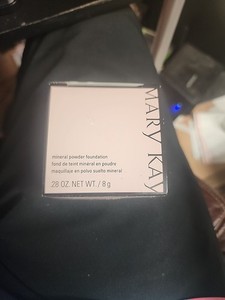 MARY KAY
mineral powder foundation
fond de teint minéral en poudre
maquillaje en polvo suelto mineral
.28 OZ. NET WT. / 8 g